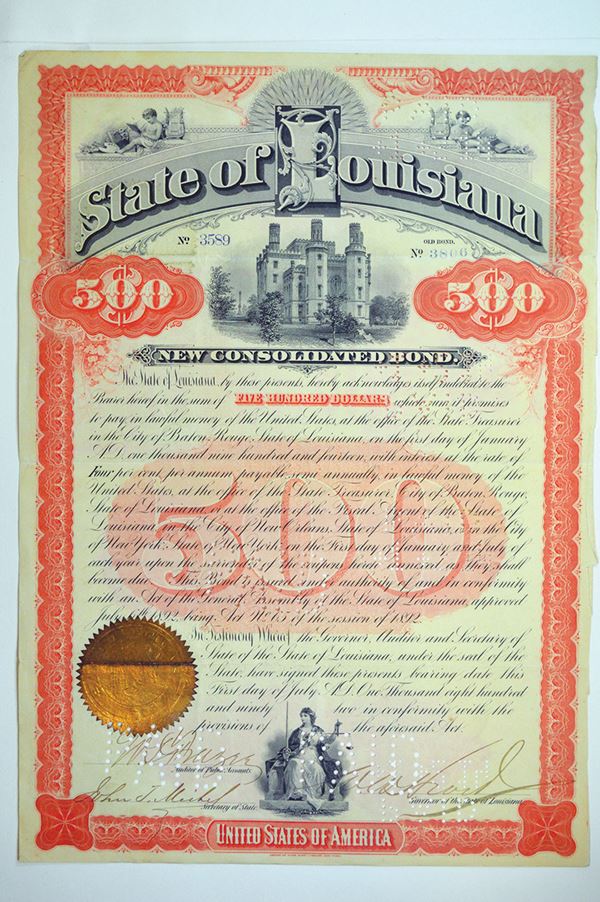 State of Louisiana
No 3589
OLD BOND.
No 3806
500 500
NEW CONSOLIDATED BOND.
The State of Louisiana, by these presents, hereby acknowledges itself indebted to the
Bearer hereof in the sum of FIVE HUNDRED DOLLARS which sum it promises
to pay in lawful money of the United States, at the office of the State Treasurer
in the City of Baton Rouge, State of Louisiana, on the first day of January
A.D. one thousand nine hundred and fourteen, with interest at the rate of
Four per cent, per annum, payable semi annually, in lawful money of the
United States, at the office of the State Treasurer, City of Baton Rouge,
State of Louisiana, or at the office of the Fiscal Agent of the State of
Louisiana, in the City of New Orleans, State of Louisiana, or in the City
of New York, State of New York on the First day of January and July
each year upon the surrender of the coupon hereto annexed as they shall
become due. This Bond is issued under authority of and in conformity
with an Act of the General Assembly of the State of Louisiana, approved
July 1892, being Act No. 75 of the session of 1892.
500
In Testimony Whereof the Governor, Auditor and Secretary of
State of the State of Louisiana, under the seal of the
State, have signed these presents bearing date this
First day of July, A.D. One Thousand eight hundred
and ninety two in conformity with the
provisions of the aforesaid Act.
Auditor of Public Accounts.
John T. Michel
Secretary of State
Governor of the State of Louisiana
UNITED STATES OF AMERICA